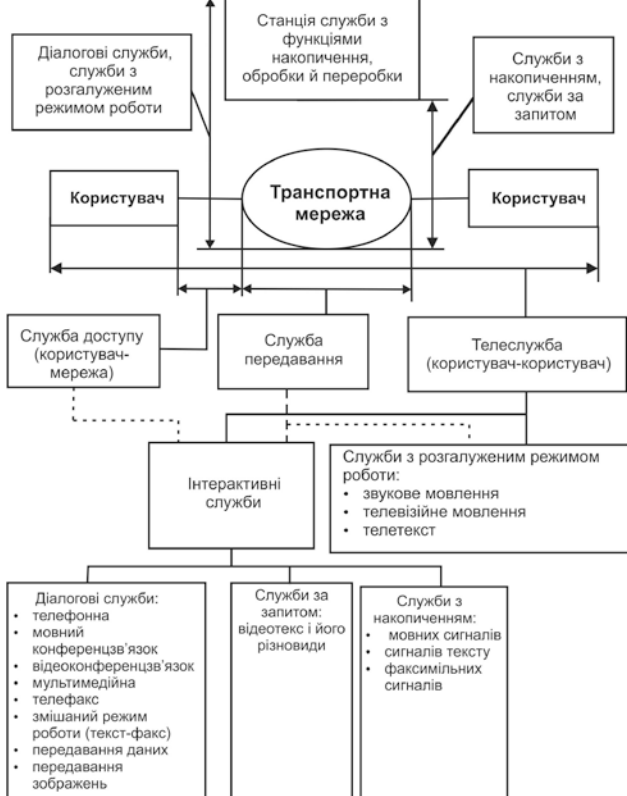 Діалогові служби,
служби з
розгалуженим
режимом роботи
Станція служби з
функціями
накопичення,
обробки й переробки
Служби з
накопиченням,
служби за
запитом
Користувач
Транспортна
мережа
Користувач
Служба доступу
(користувач-
мережа)
Служба
передавання
Телеслужба
(користувач-користувач)
Інтерактивні
служби
Служби з розгалуженим режимом
роботи:
• звукове мовлення
• телевізійне мовлення
• телетекст
Діалогові служби:
• телефонна
• мовний
конференцзв'язок
• відеоконференцзв'язок
• мультимедійна
• телефакс
• змішаний режим
роботи (текст-факс)
• передавання даних
• передавання
зображень
Служби за
запитом:
відеотекс і його
різновиди
Служби з
накопиченням:
• мовних сигналів
• сигналів тексту
• факсимільних
сигналів